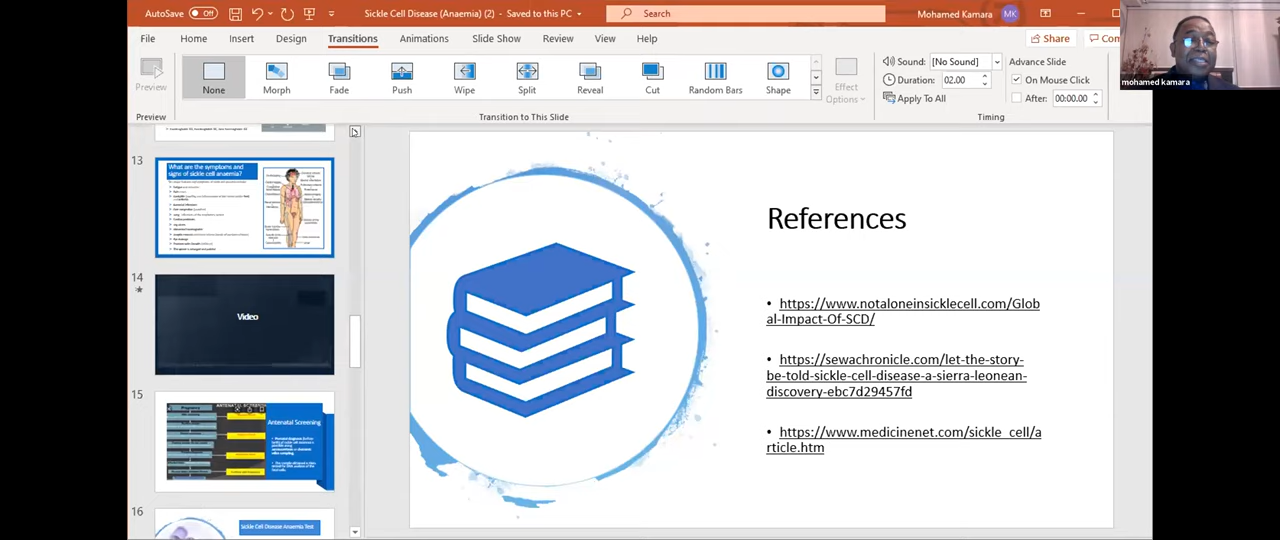 AutoSave Off Sickle Cell Disease (Anaemia) (2) - Saved to this PC Search Mohamed Kamara MK
File Home Insert Design Transitions Animations Slide Show Review View Help Share Com
Preview None Morph Fade Push Wipe Split Reveal Cut Random Bars Shape Effect Options
Sound: [No Sound] Advance Slide
Duration: 02.00 On Mouse Click
Apply To All After: 00:00.00
Preview Transition to This Slide Timing
mohamed kamara
13
What are the symptoms and
signs of sickle cell anaemia?
14
Video
15
Antenatal Screening
16
Sickle Cell Disease Anaemia Test
References
• https://www.notaloneinsicklecell.com/Glob
al-Impact-Of-SCD/
• https://sewachronicle.com/let-the-story-
be-told-sickle-cell-disease-a-sierra-leonean-
discovery-ebc7d29457fd
• https://www.medicinenet.com/sickle_cell/a
rticle.htm